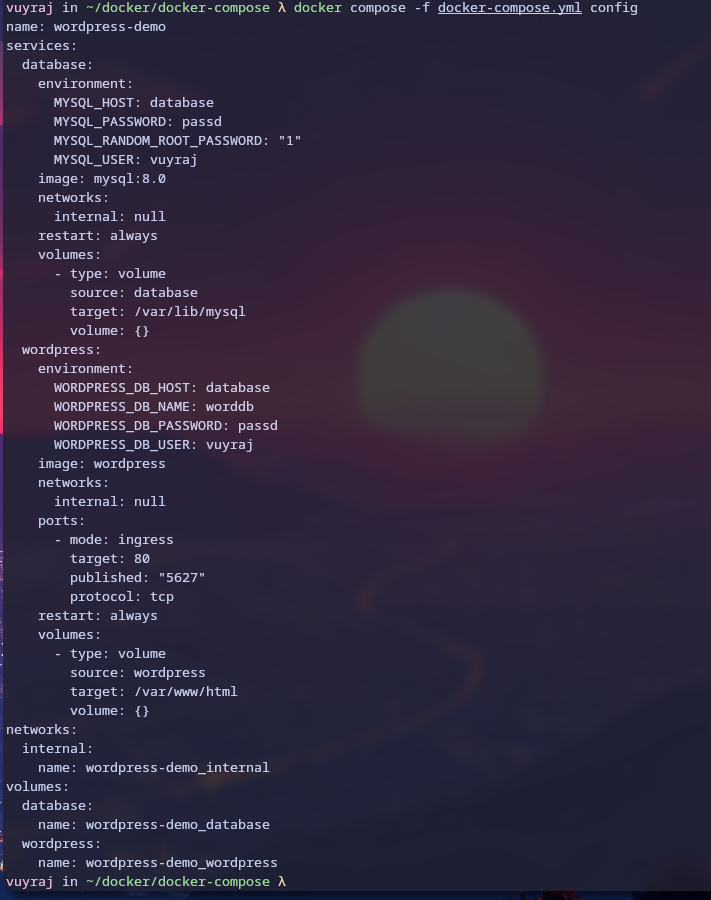 vuyraj in ~/docker/docker-compose λ docker compose -f docker-compose.yml config
name: wordpress-demo
services:
  database:
    environment:
      MYSQL_HOST: database
      MYSQL_PASSWORD: passd
      MYSQL_RANDOM_ROOT_PASSWORD: "1"
      MYSQL_USER: vuyraj
    image: mysql:8.0
    networks:
      internal: null
    restart: always
    volumes:
      - type: volume
        source: database
        target: /var/lib/mysql
        volume: {}
  wordpress:
    environment:
      WORDPRESS_DB_HOST: database
      WORDPRESS_DB_NAME: worddb
      WORDPRESS_DB_PASSWORD: passd
      WORDPRESS_DB_USER: vuyraj
    image: wordpress
    networks:
      internal: null
    ports:
      - mode: ingress
        target: 80
        published: "5627"
        protocol: tcp
    restart: always
    volumes:
      - type: volume
        source: wordpress
        target: /var/www/html
        volume: {}
networks:
  internal:
    name: wordpress-demo_internal
volumes:
  database:
    name: wordpress-demo_database
  wordpress:
    name: wordpress-demo_wordpress
vuyraj in ~/docker/docker-compose λ